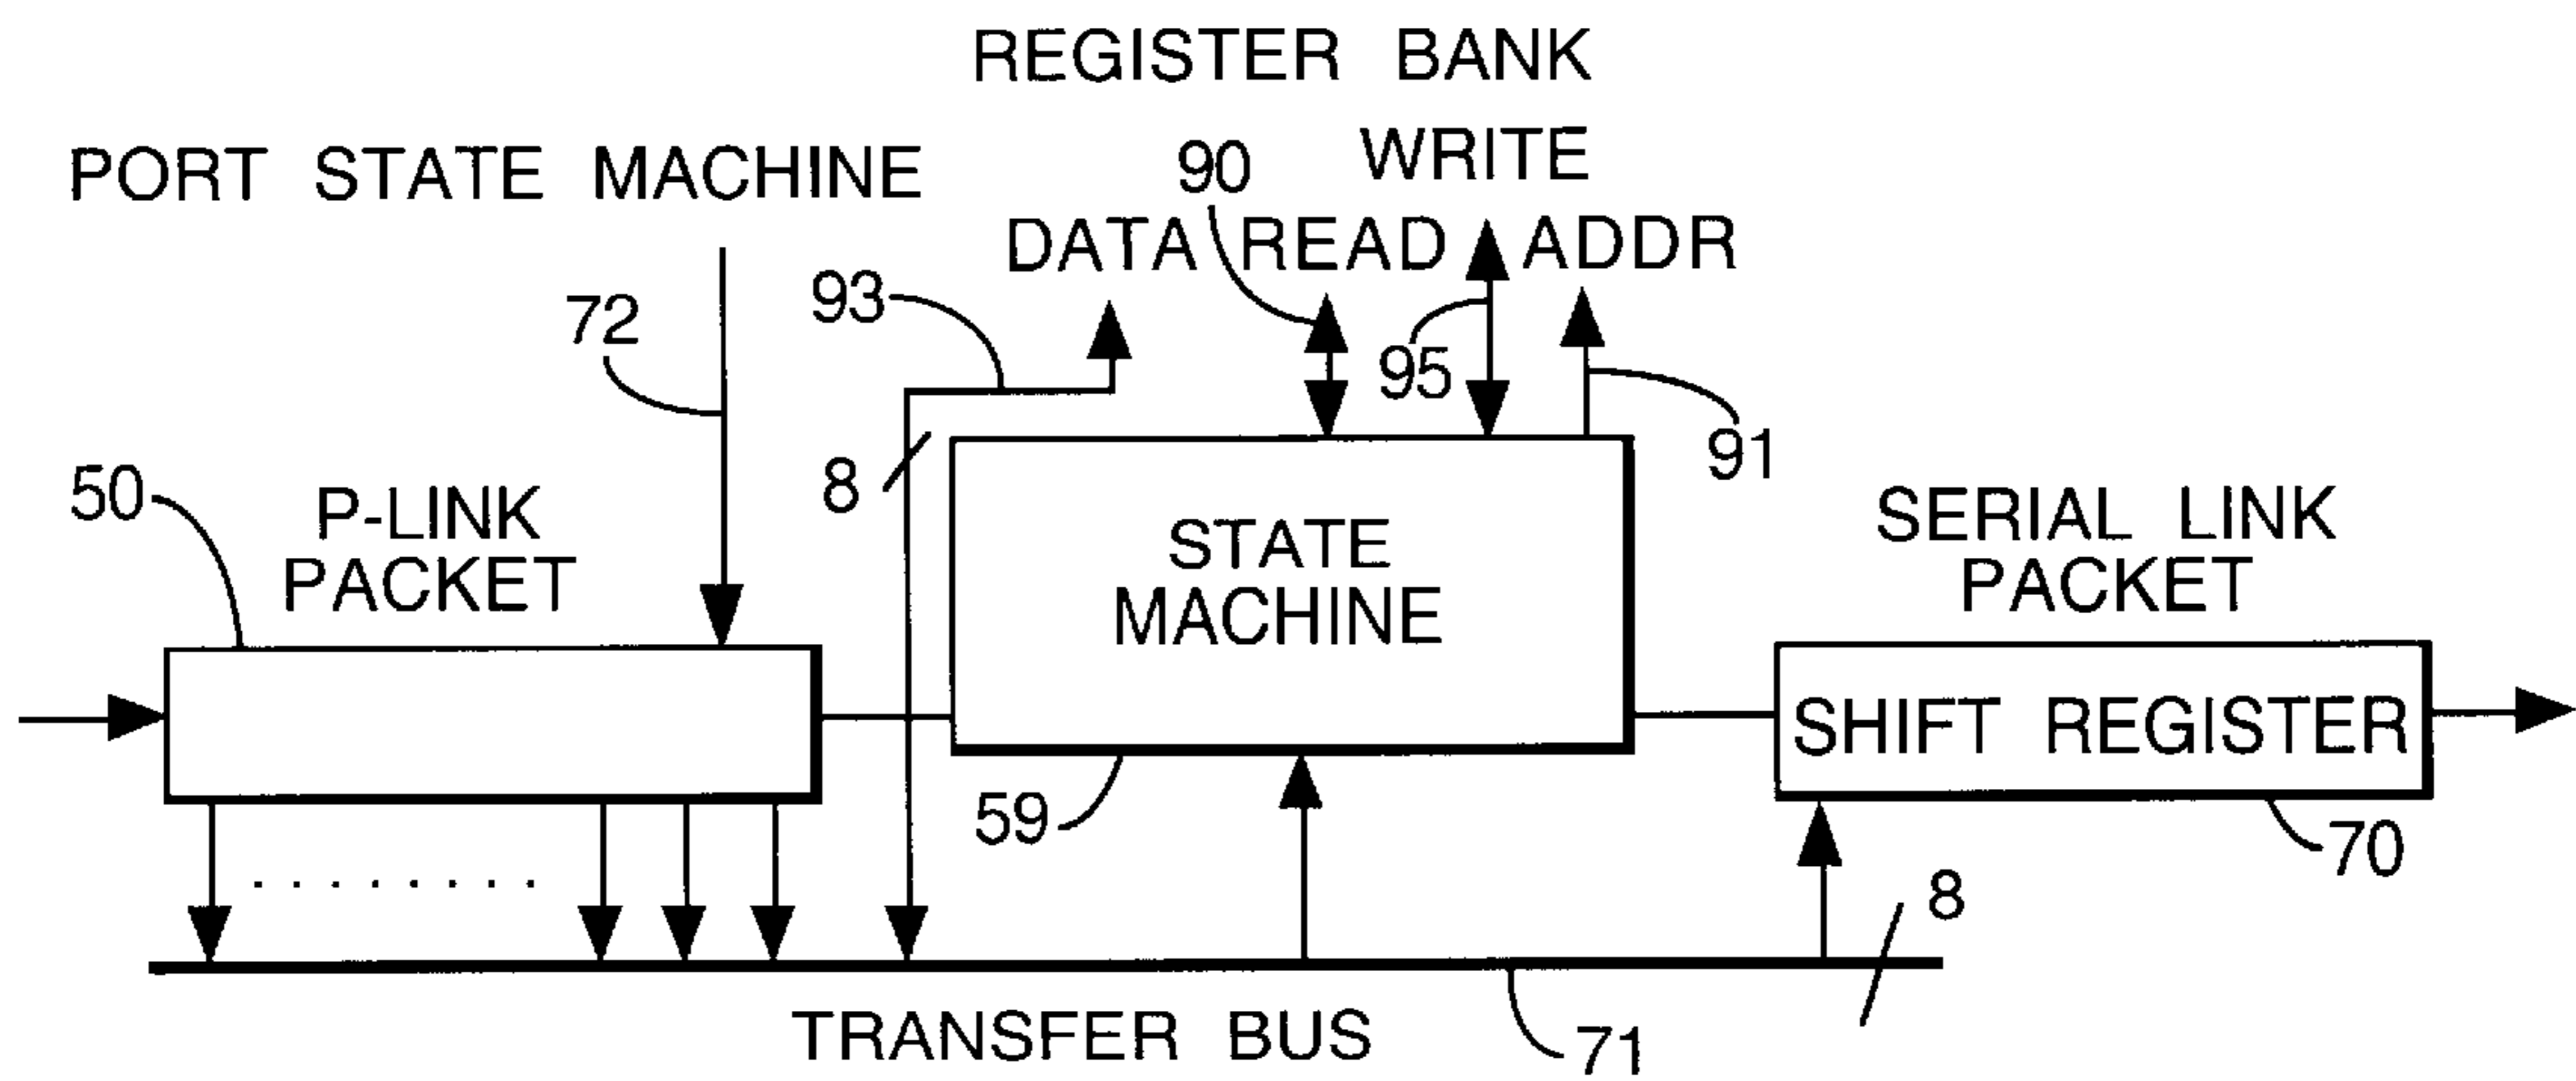 REGISTER BANK
PORT STATE MACHINE
90
WRITE
DATA READ ADDR
93
72
95
91
8
50
P-LINK
PACKET
STATE
MACHINE
SERIAL LINK
PACKET
SHIFT REGISTER
59
70
8
TRANSFER BUS
71